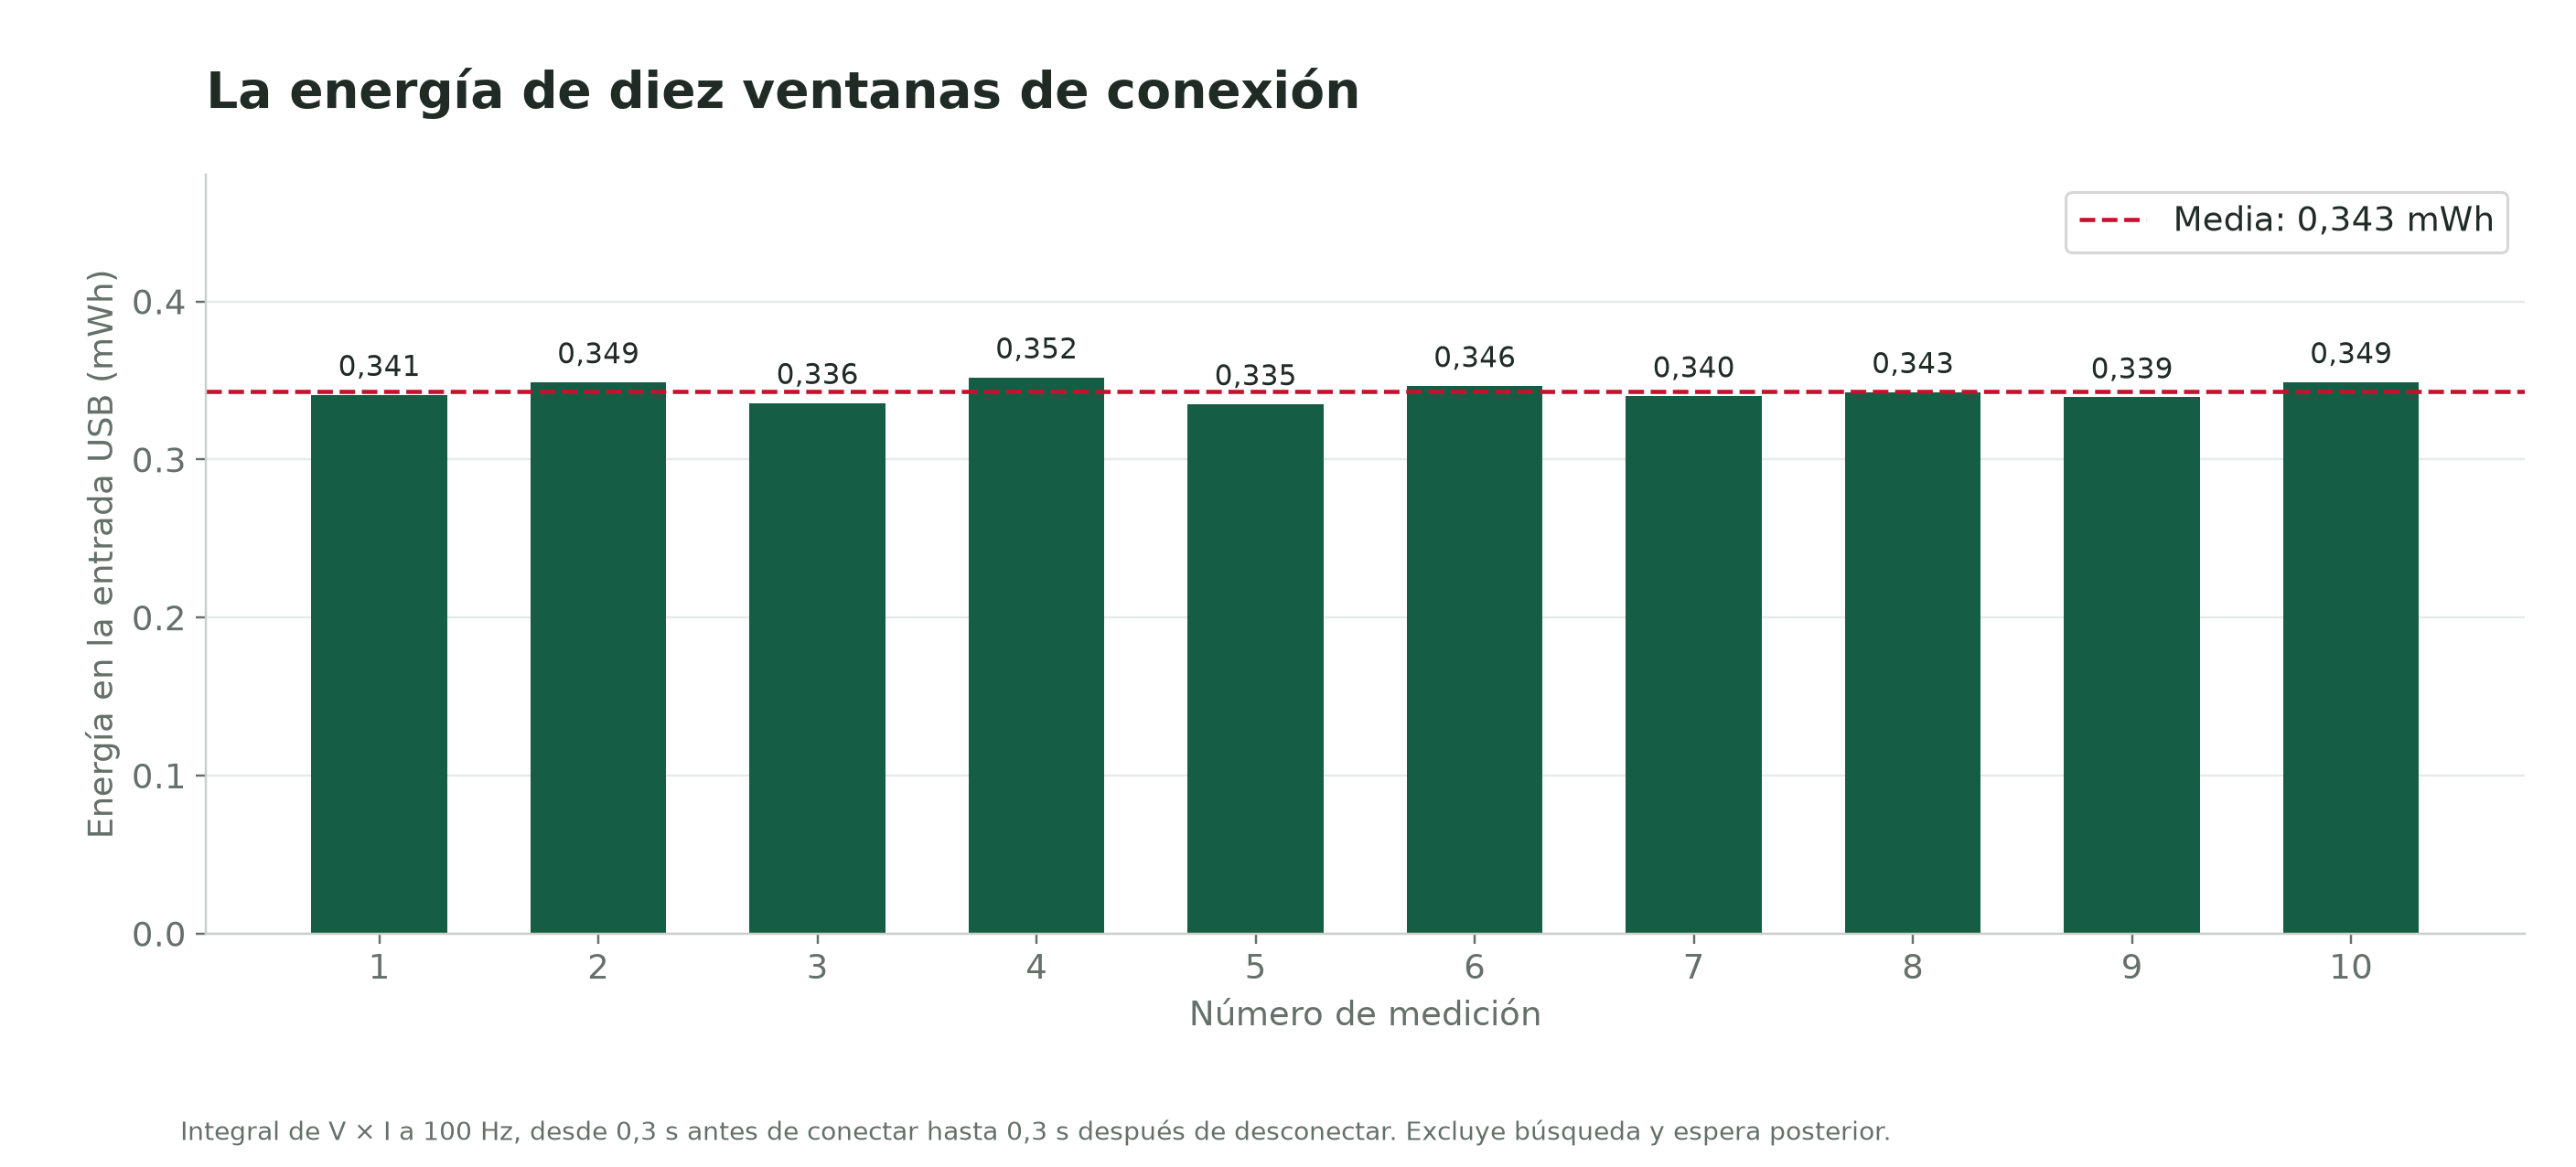 La energía de diez ventanas de conexión
Media: 0,343 mWh
Energía en la entrada USB (mWh)
0.4
0.3
0.2
0.1
0.0
0,341
0,349
0,336
0,352
0,335
0,346
0,340
0,343
0,339
0,349
1 2 3 4 5 6 7 8 9 10
Número de medición
Integral de V × I a 100 Hz, desde 0,3 s antes de conectar hasta 0,3 s después de desconectar. Excluye búsqueda y espera posterior.